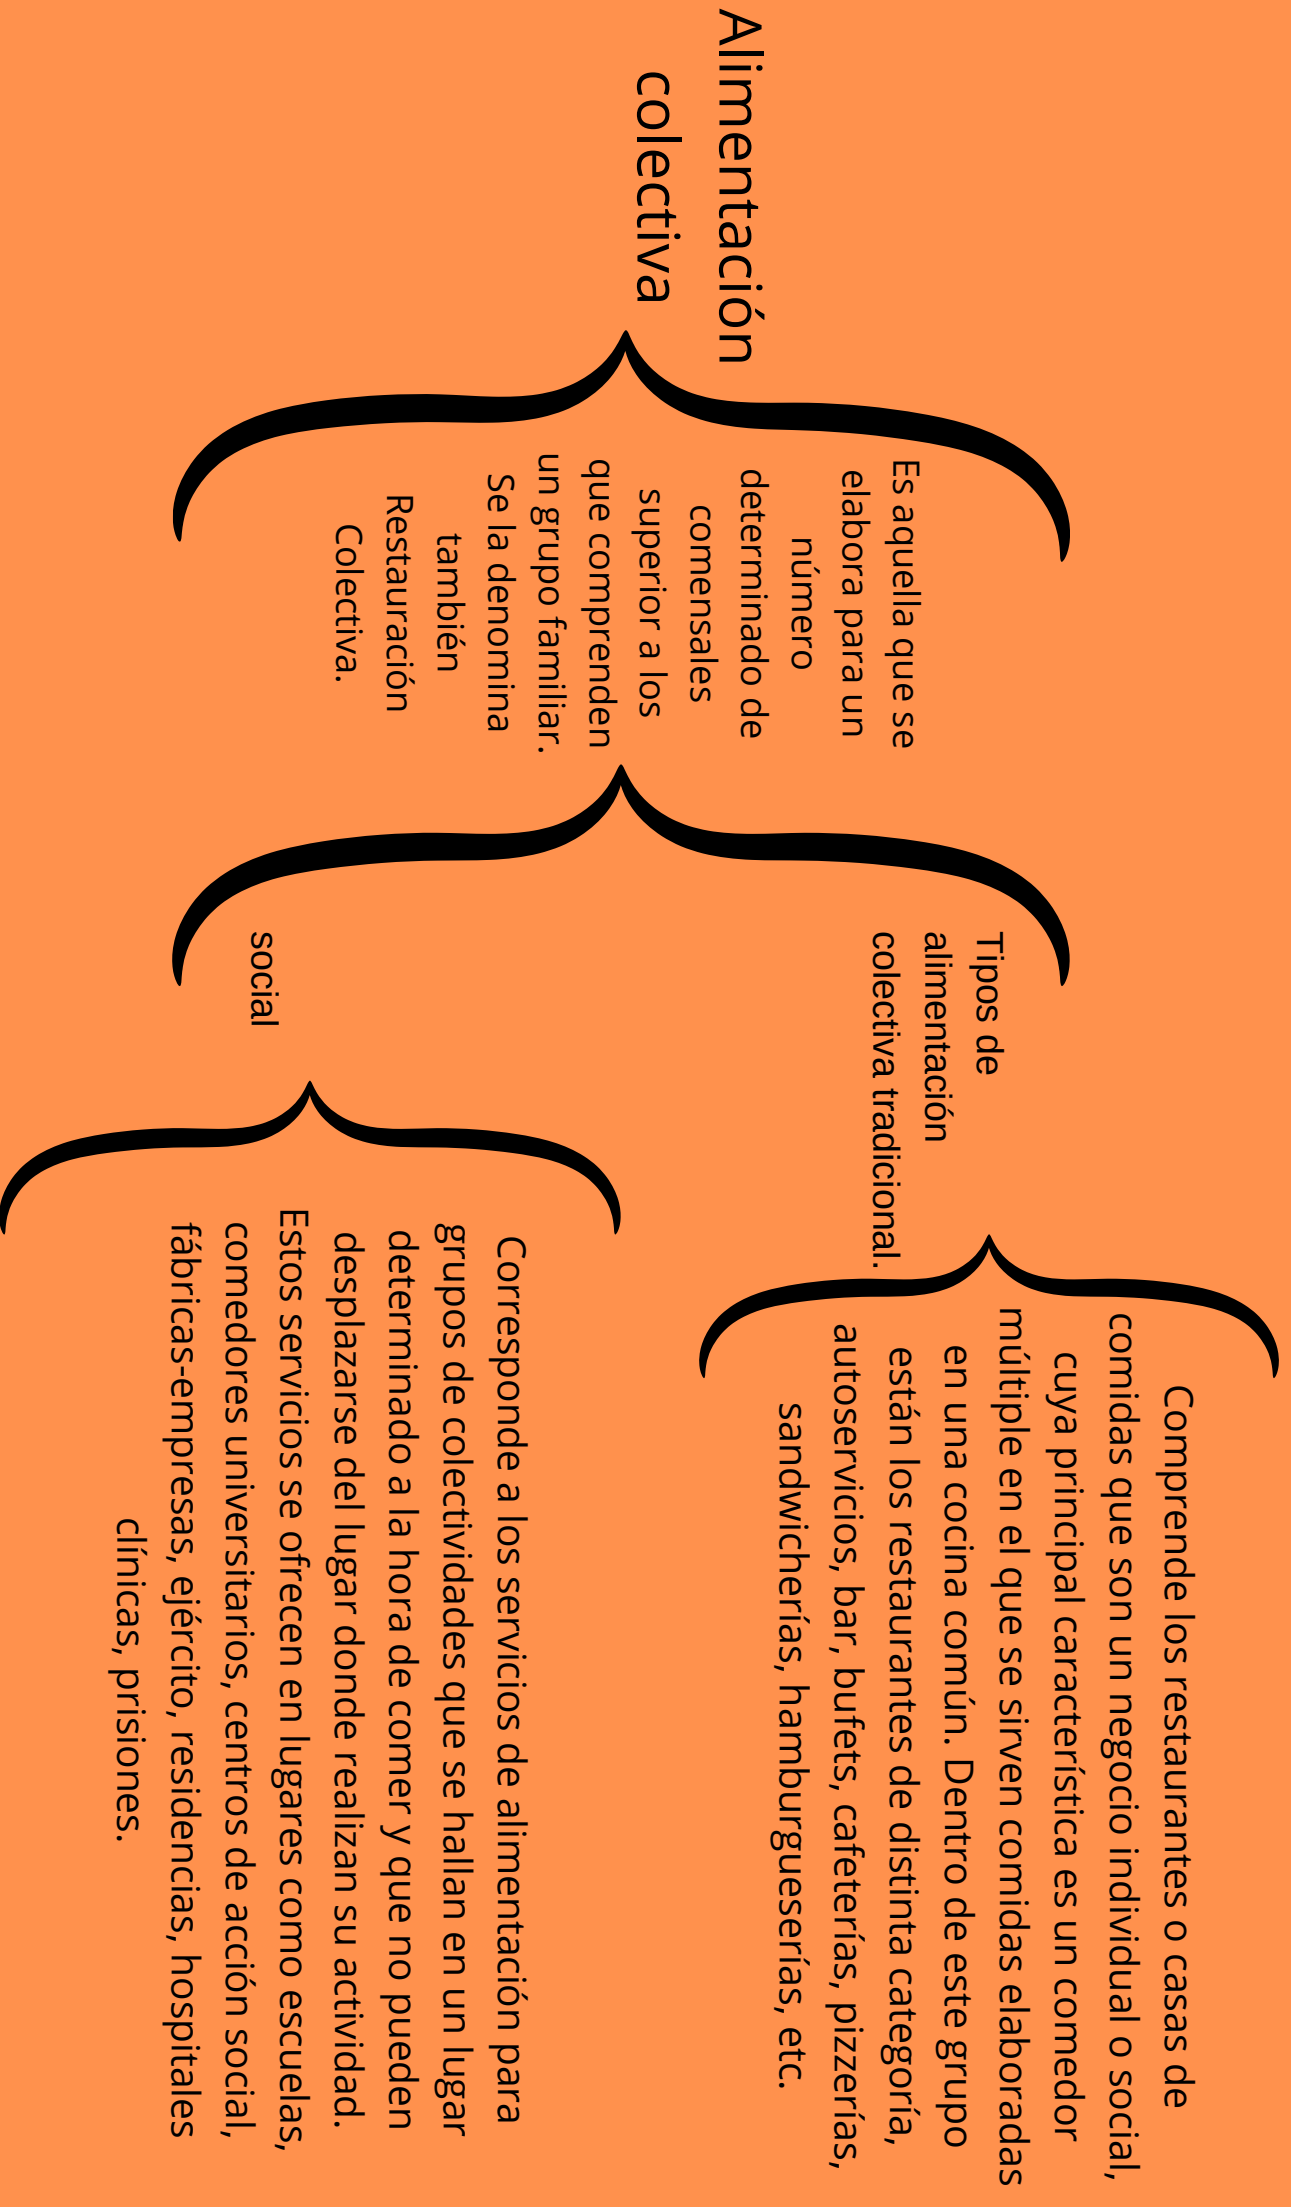 Alimentación
colectiva
Es aquella que se
elabora para un
número
determinado de
comensales
superior a los
que comprenden
un grupo familiar.
Se la denomina
también
Restauración
Colectiva.
Tipos de
alimentación
colectiva tradicional.
Comprende los restaurantes o casas de
comidas que son un negocio individual o social,
cuya principal característica es un comedor
múltiple en el que se sirven comidas elaboradas
en una cocina común. Dentro de este grupo
están los restaurantes de distinta categoría,
autoservicios, bar, bufets, cafeterías, pizzerías,
sandwicherías, hamburgueserías, etc.
social
Corresponde a los servicios de alimentación para
grupos de colectividades que se hallan en un lugar
determinado a la hora de comer y que no pueden
desplazarse del lugar donde realizan su actividad.
Estos servicios se ofrecen en lugares como escuelas,
comedores universitarios, centros de acción social,
fábricas-empresas, ejército, residencias, hospitales
clínicas, prisiones.